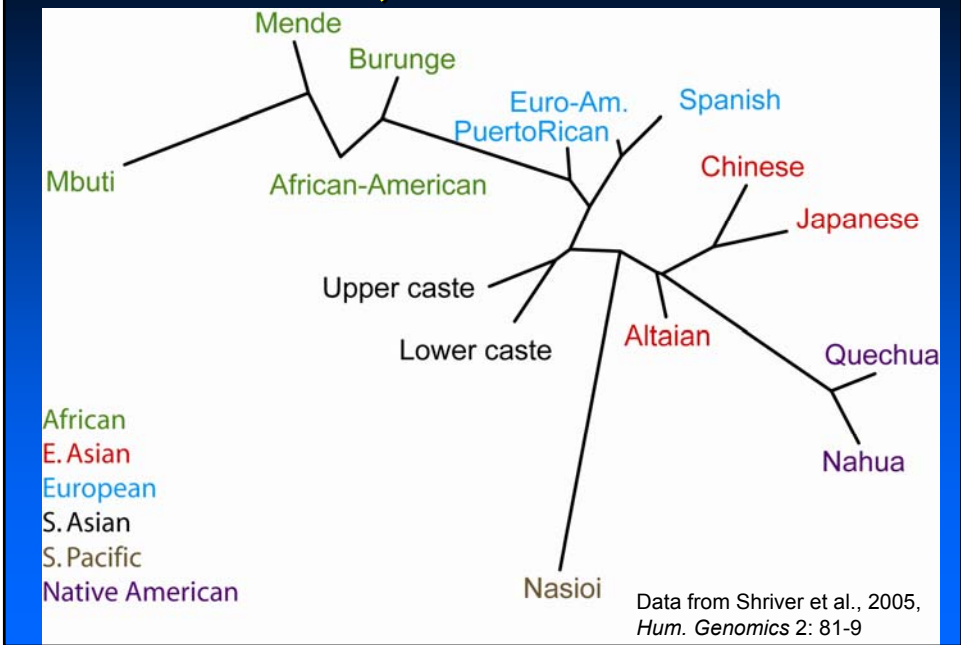 Mende
Burunge
Euro-Am.
Spanish
PuertoRican
Chinese
Mbuti
African-American
Japanese
Upper caste
Altaian
Lower caste
Quechua
African
E. Asian
Nahua
European
S. Asian
S. Pacific
Nasioi
Native American
Data from Shriver et al., 2005,
Hum. Genomics 2: 81-9